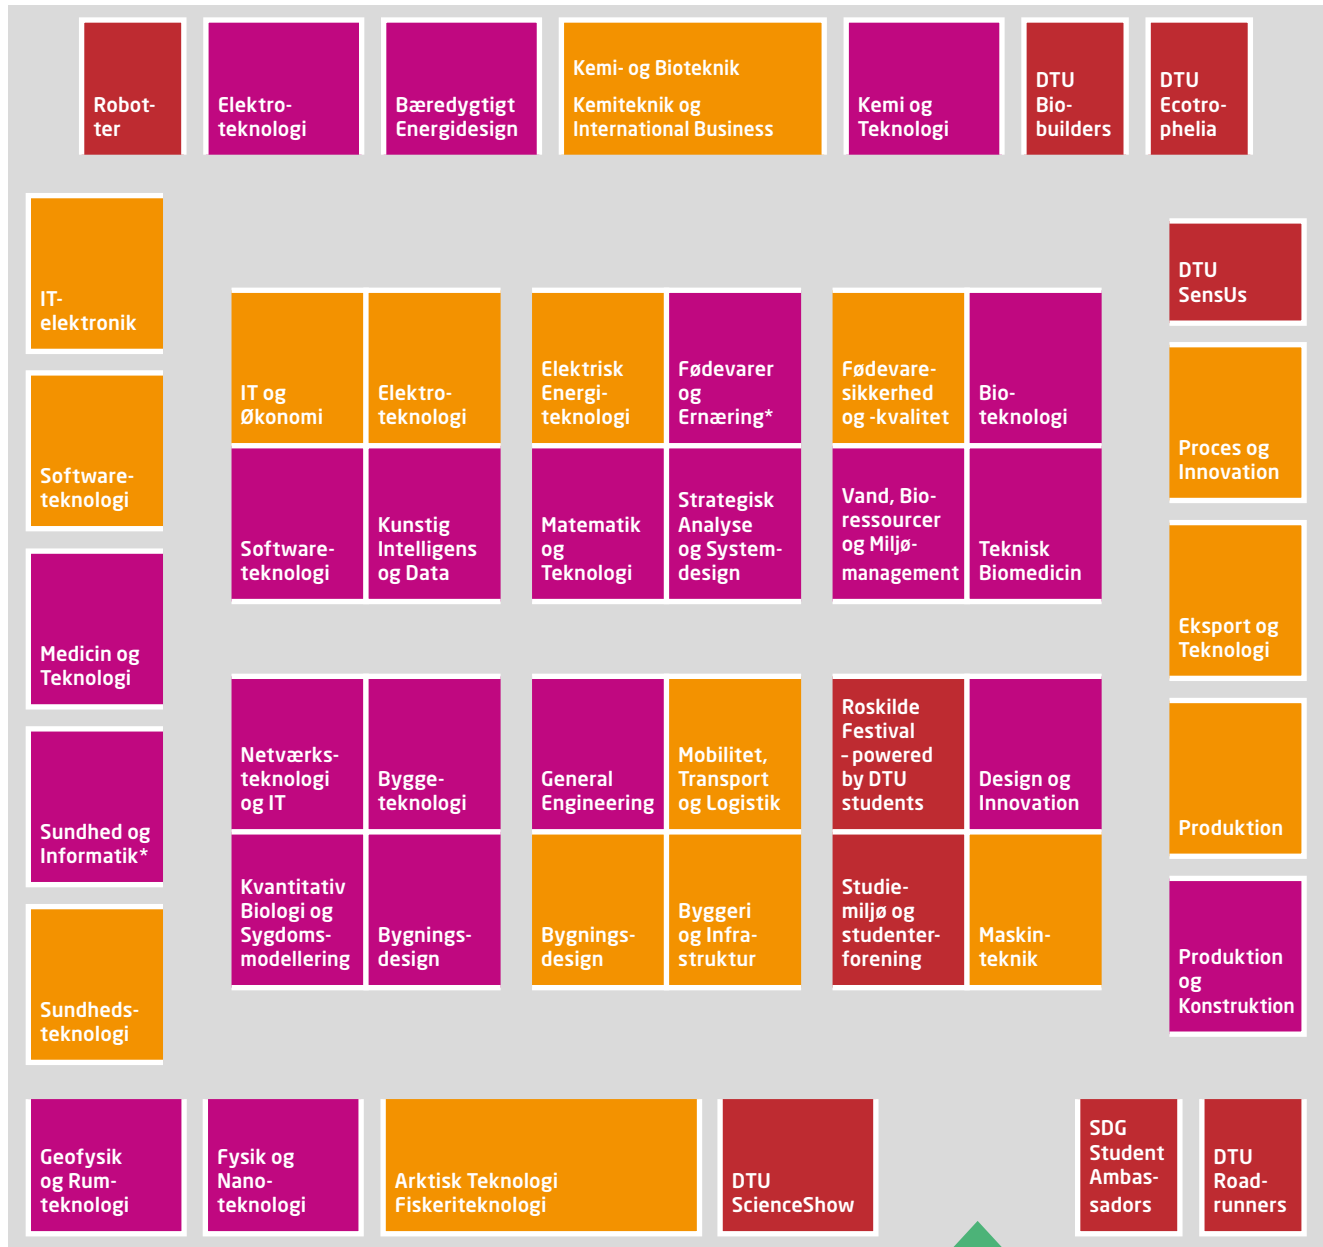 Robot-
ter
Elektro-
teknologi
Bæredygtigt
Energidesign
Kemi- og Bioteknik
Kemiteknik og
International Business
Kemi og
Teknologi
DTU
Bio-
builders
DTU
Ecotro-
phelia
IT-
elektronik
Software-
teknologi
Medicin og
Teknologi
Sundhed og
Informatik*
Sundheds-
teknologi
IT og
Økonomi
Elektro-
teknologi
Software-
teknologi
Kunstig
Intelligens
og Data
Elektrisk
Energi-
teknologi
Fødevarer
og
Ernæring*
Matematik
og
Teknologi
Strategisk
Analyse
og System-
design
Fødevare-
sikkerhed
og -kvalitet
Bio-
teknologi
Vand, Bio-
ressourcer
og Miljø-
management
Teknisk
Biomedicin
Netværks-
teknologi
og IT
Bygge-
teknologi
Kvantitativ
Biologi og
Sygdoms-
modellering
Bygnings-
design
General
Engineering
Mobilitet,
Transport
og Logistik
Bygnings-
design
Byggeri
og Infra-
struktur
Roskilde
Festival
– powered
by DTU
students
Design og
Innovation
Studie-
miljø og
studenter-
forening
Maskin-
teknik
DTU
SensUs
Proces og
Innovation
Eksport og
Teknologi
Produktion
Produktion
og
Konstruktion
Geofysik
og Rum-
teknologi
Fysik og
Nano-
teknologi
Arktisk Teknologi
Fiskeriteknologi
DTU
ScienceShow
SDG
Student
Ambas-
sadors
DTU
Road-
runners